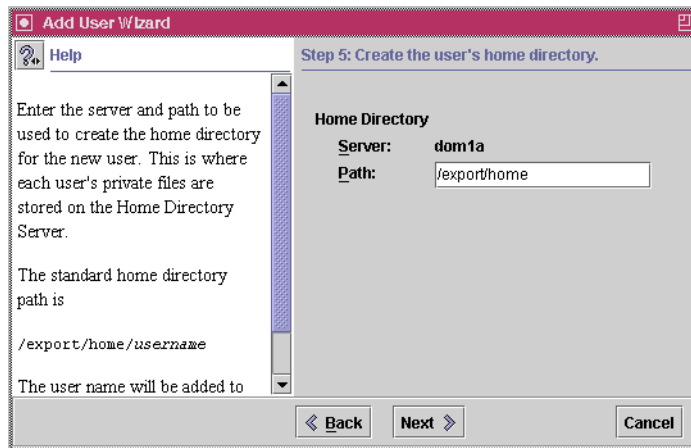 Add User Wizard
Help
Enter the server and path to be
used to create the home directory
for the new user. This is where
each user's private files are
stored on the Home Directory
Server.
The standard home directory
path is
/export/home/username
The user name will be added to
Step 5: Create the user's home directory.
Home Directory
Server: dom1a
Path: /export/home
Back
Next
Cancel